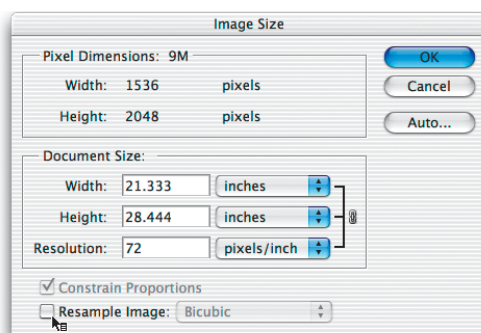 Image Size
Pixel Dimensions: 9M
Width: 1536 pixels
Height: 2048 pixels
OK
Cancel
Auto...
Document Size:
Width: 21.333 inches
Height: 28.444 inches
Resolution: 72 pixels/inch
Constrain Proportions
Resample Image: Bicubic